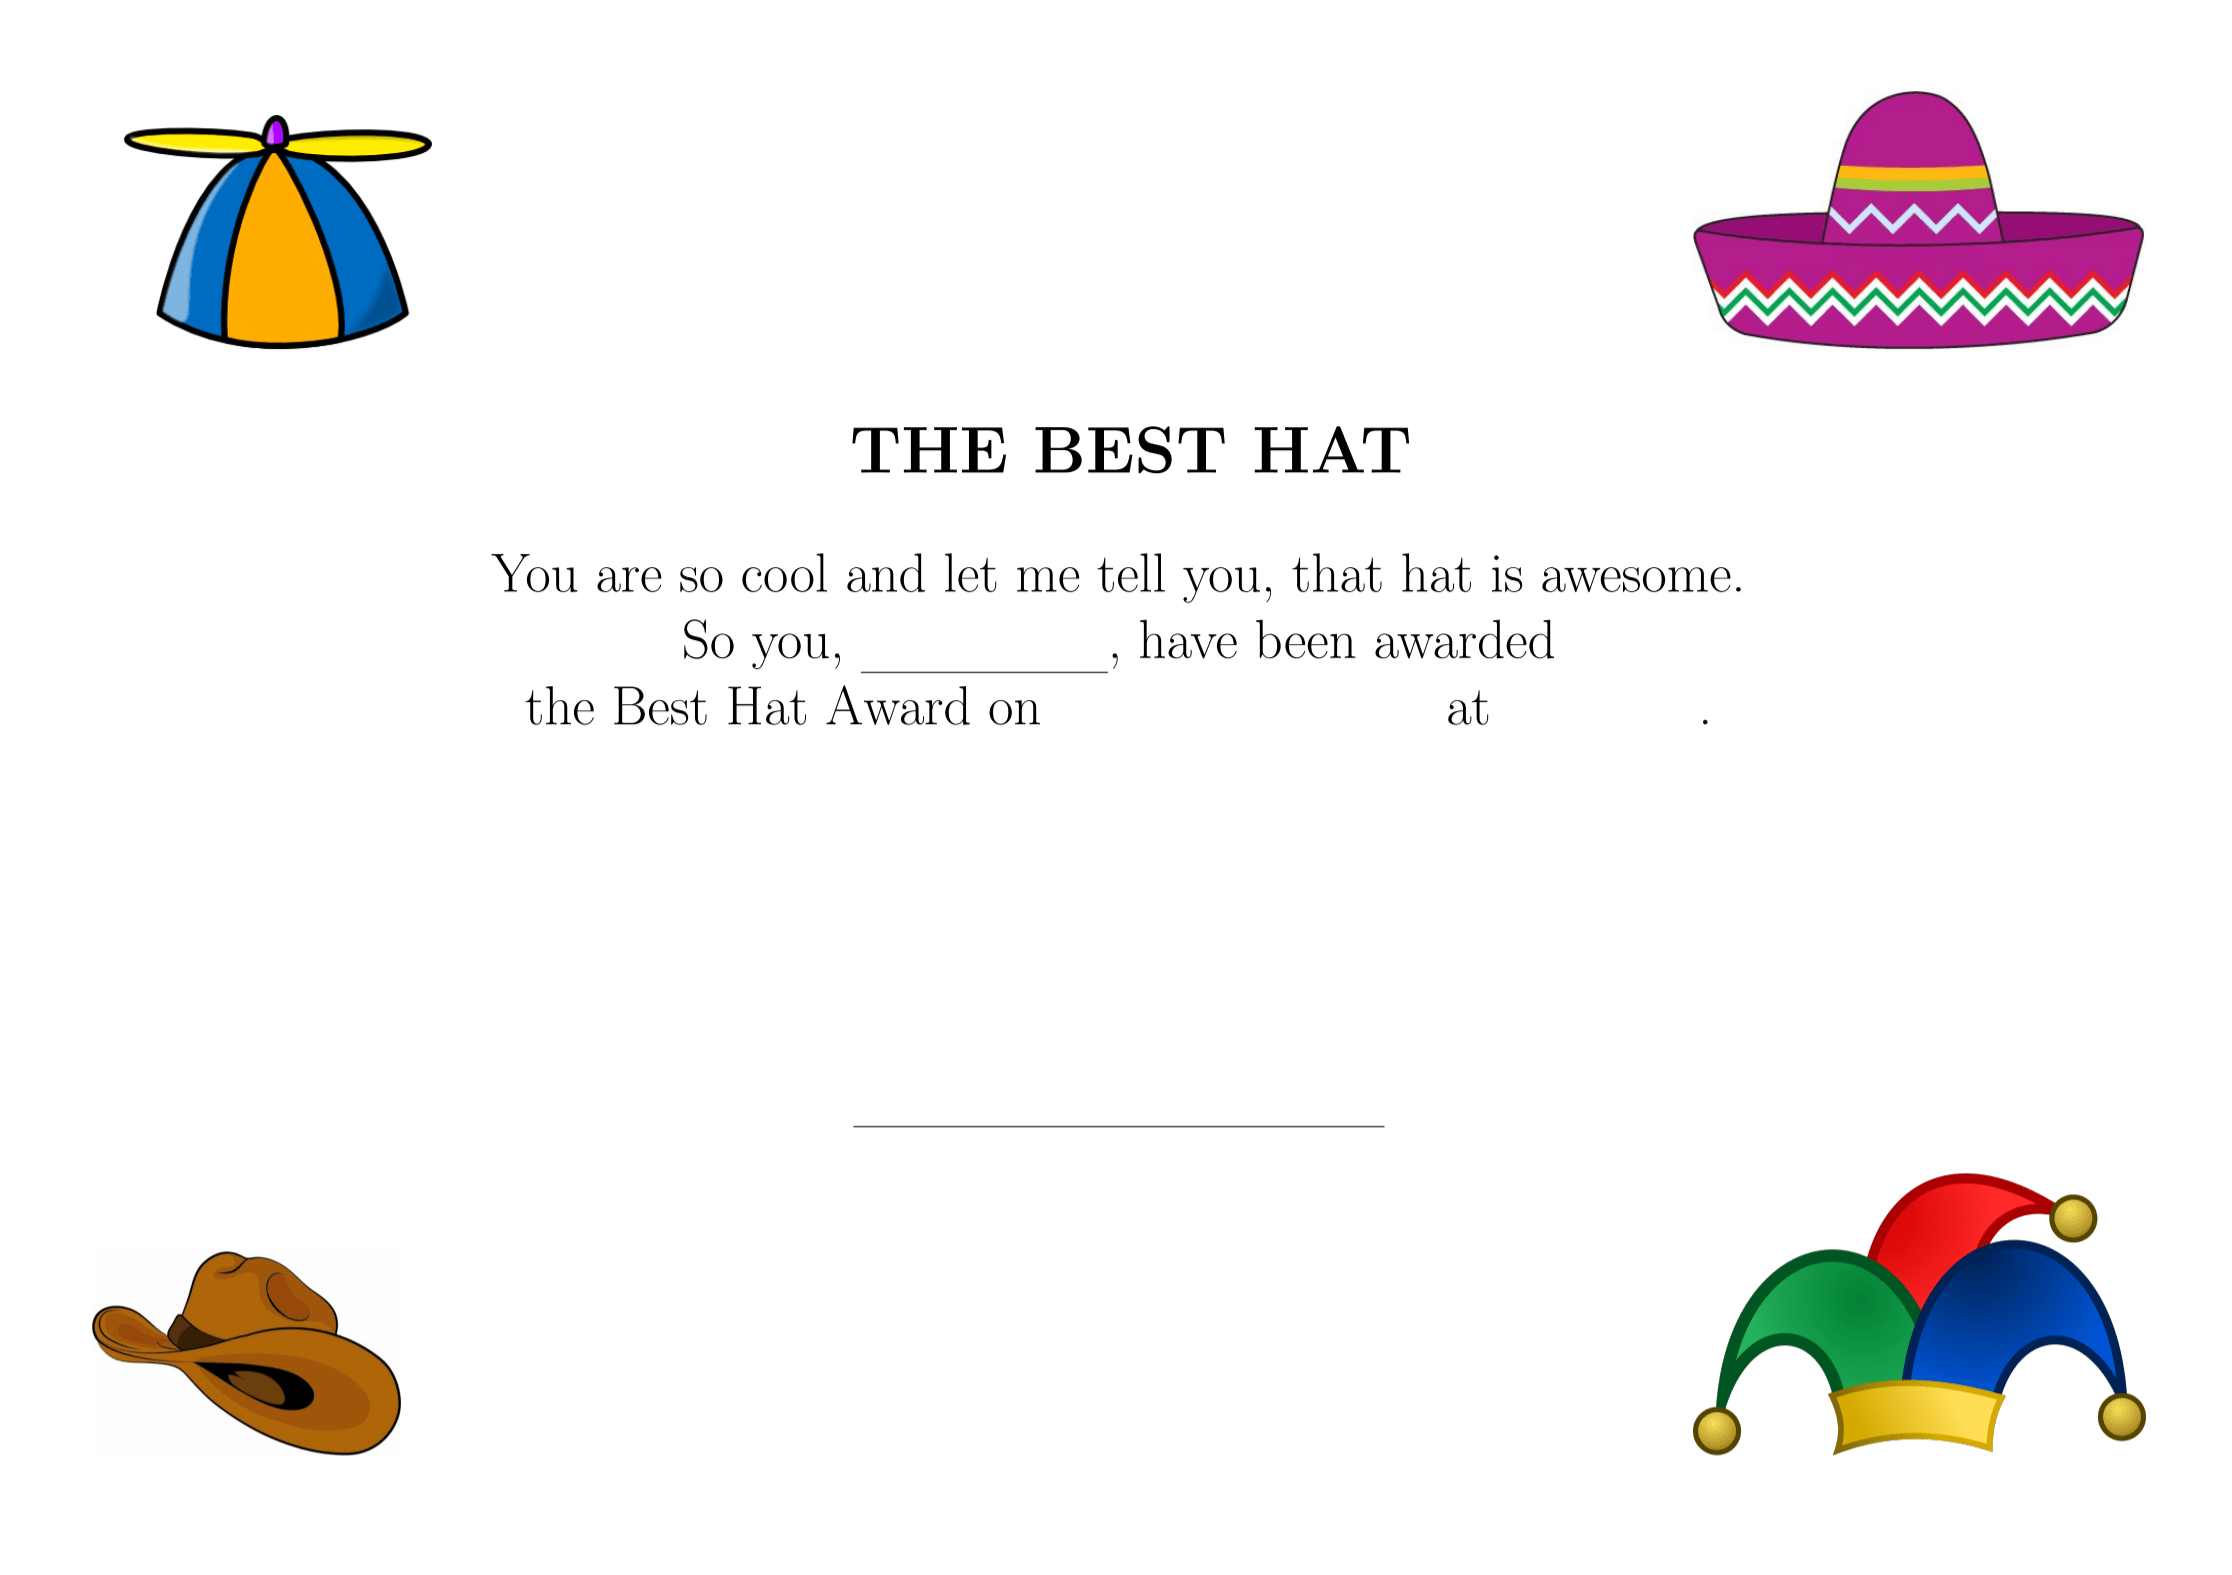 THE BEST HAT
You are so cool and let me tell you, that hat is awesome.
So you, __________, have been awarded
the Best Hat Award on at .